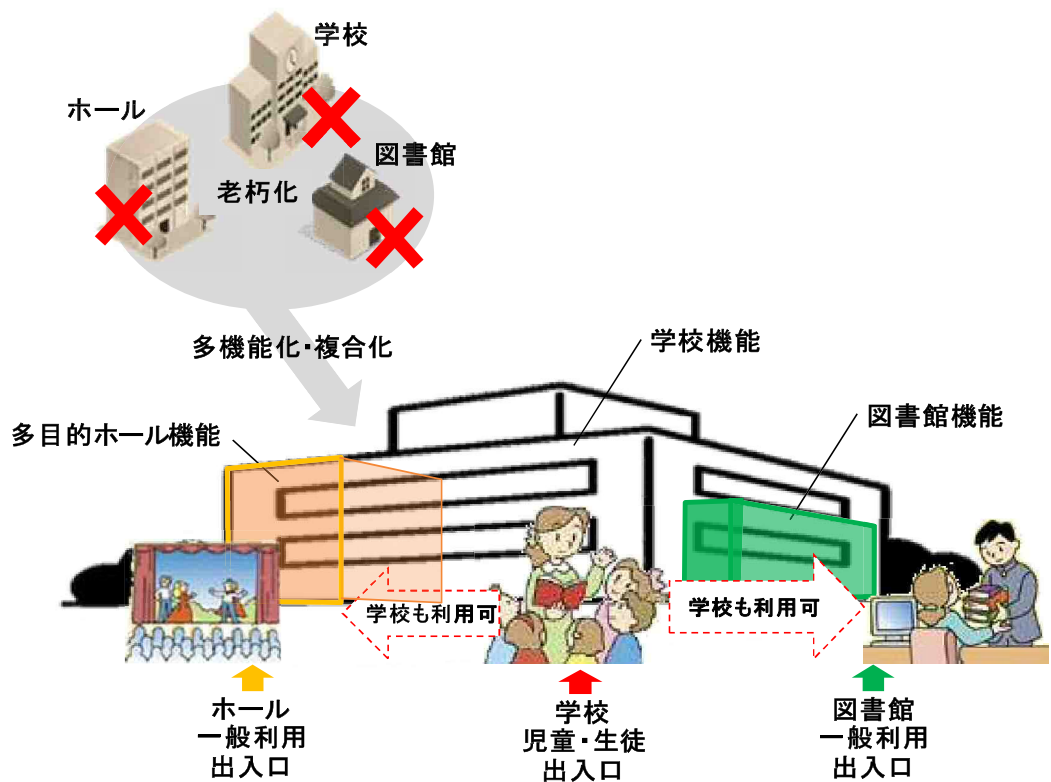 学校
ホール
図書館
老朽化
多機能化・複合化
学校機能
図書館機能
多目的ホール機能
学校も利用可
学校も利用可
ホール
一般利用
出入口
学校
児童・生徒
出入口
図書館
一般利用
出入口